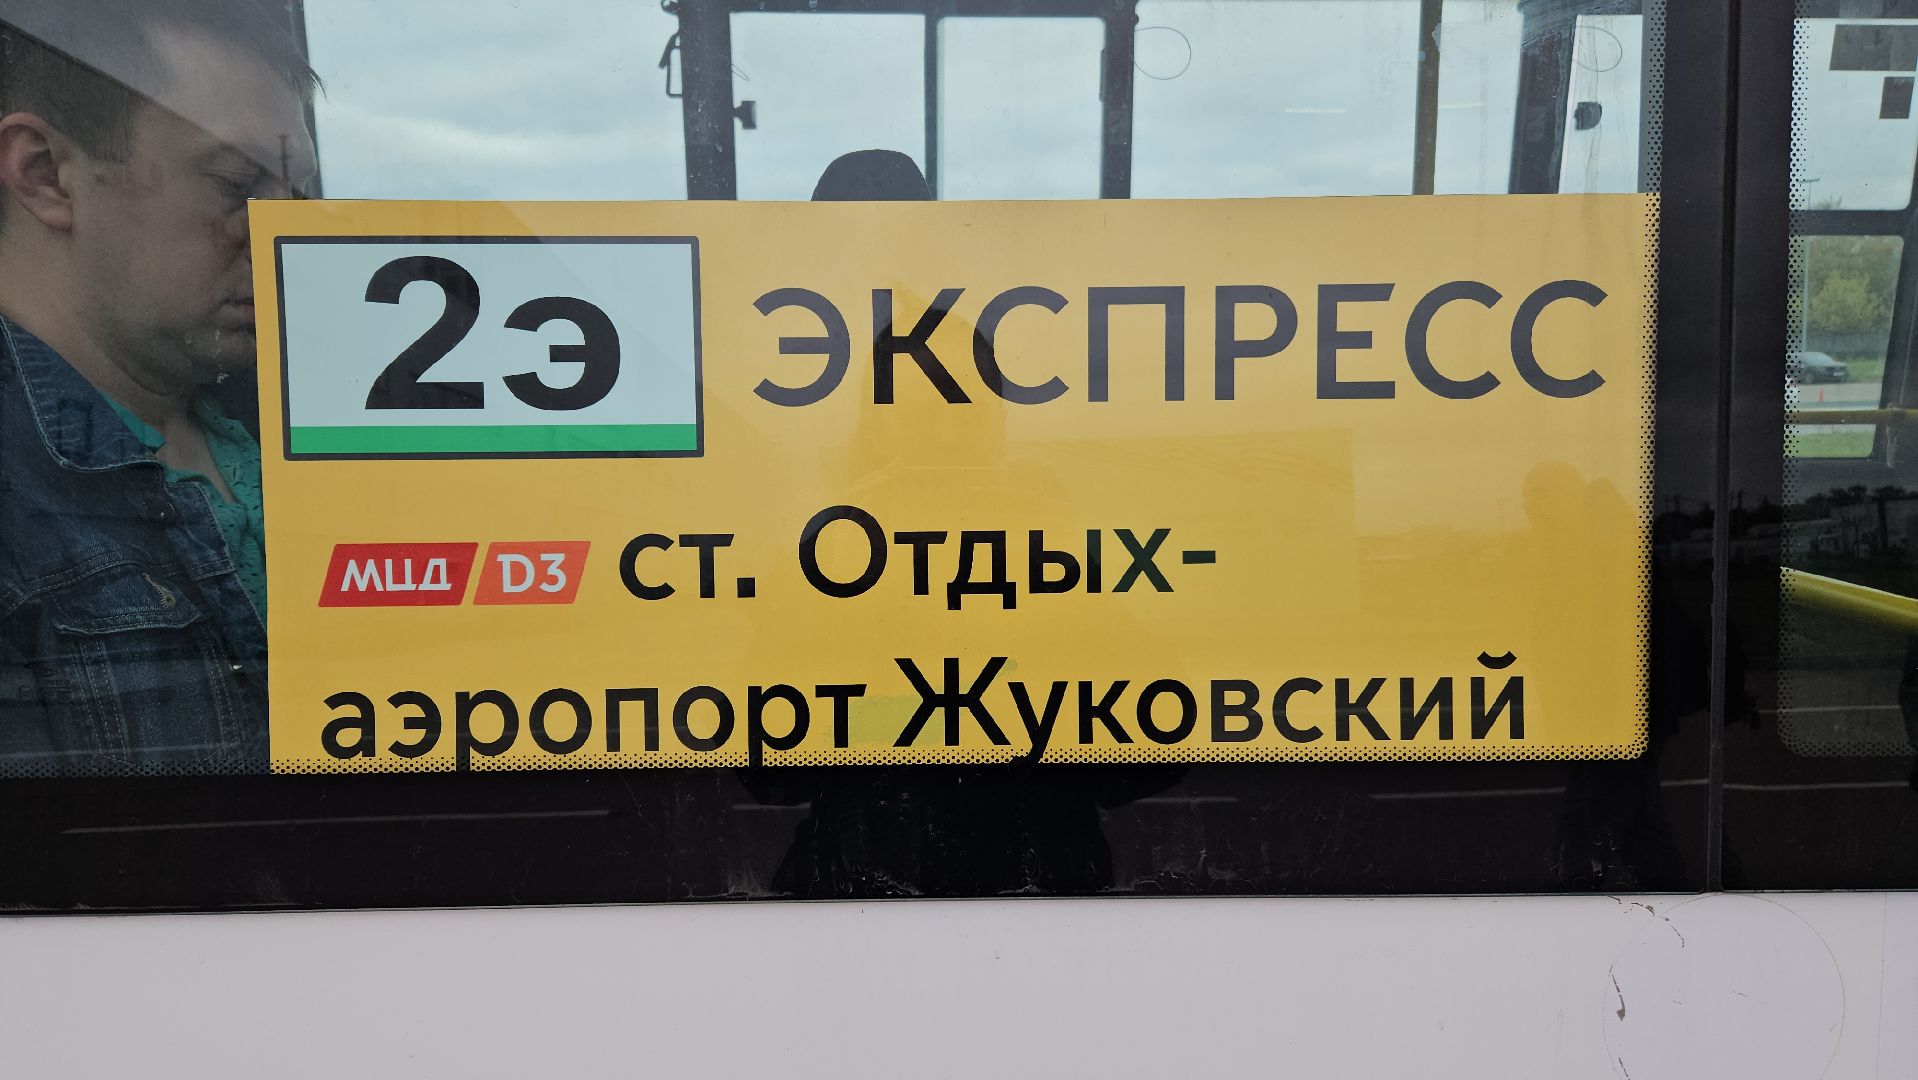 2э ЭКСПРЕСС
МЦД D3 ст. Отдых-
аэропорт Жуковский